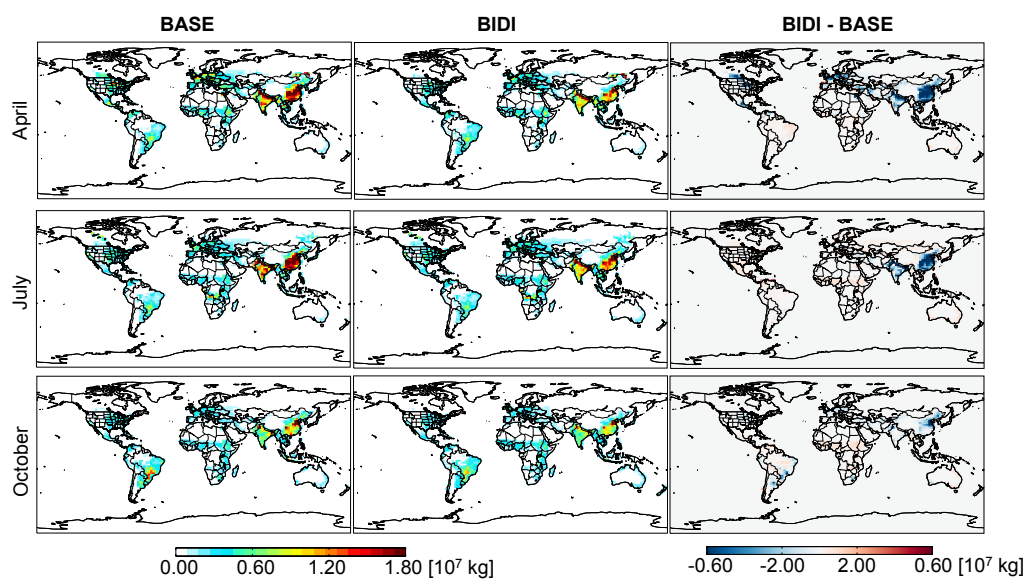 BASE BIDI BIDI - BASE
April
July
October
0.00 0.60 1.20 1.80 [10⁷ kg]
-0.60 -2.00 2.00 0.60 [10⁷ kg]